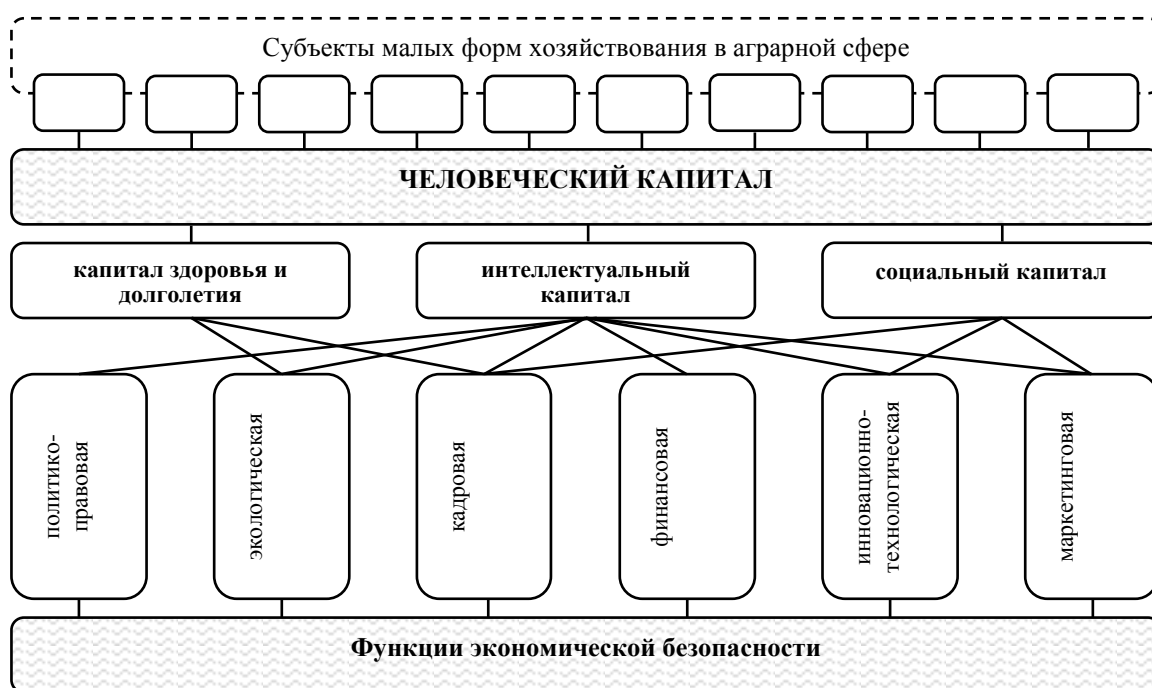 Субъекты малых форм хозяйствования в аграрной сфере
ЧЕЛОВЕЧЕСКИЙ КАПИТАЛ
капитал здоровья и
долголетия
интеллектуальный
капитал
социальный капитал
политико-
правовая
экологическая
кадровая
финансовая
инновационно-
технологическая
маркетинговая
Функции экономической безопасности